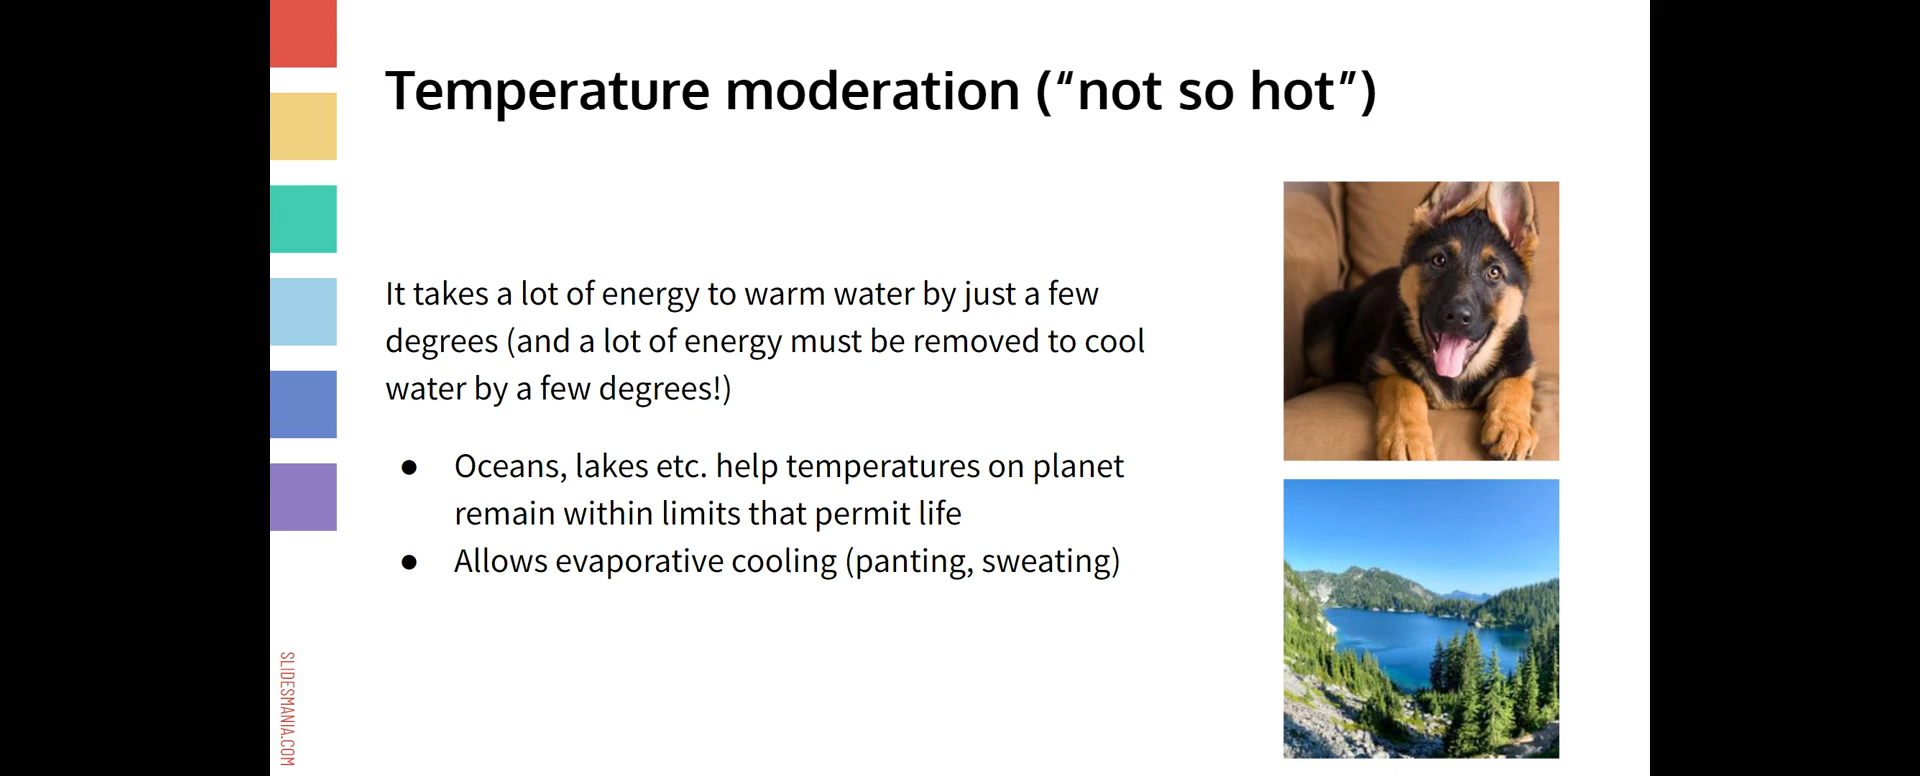 Temperature moderation (“not so hot”)
It takes a lot of energy to warm water by just a few
degrees (and a lot of energy must be removed to cool
water by a few degrees!)
● Oceans, lakes etc. help temperatures on planet
remain within limits that permit life
● Allows evaporative cooling (panting, sweating)
SLIDESMANIA.COM